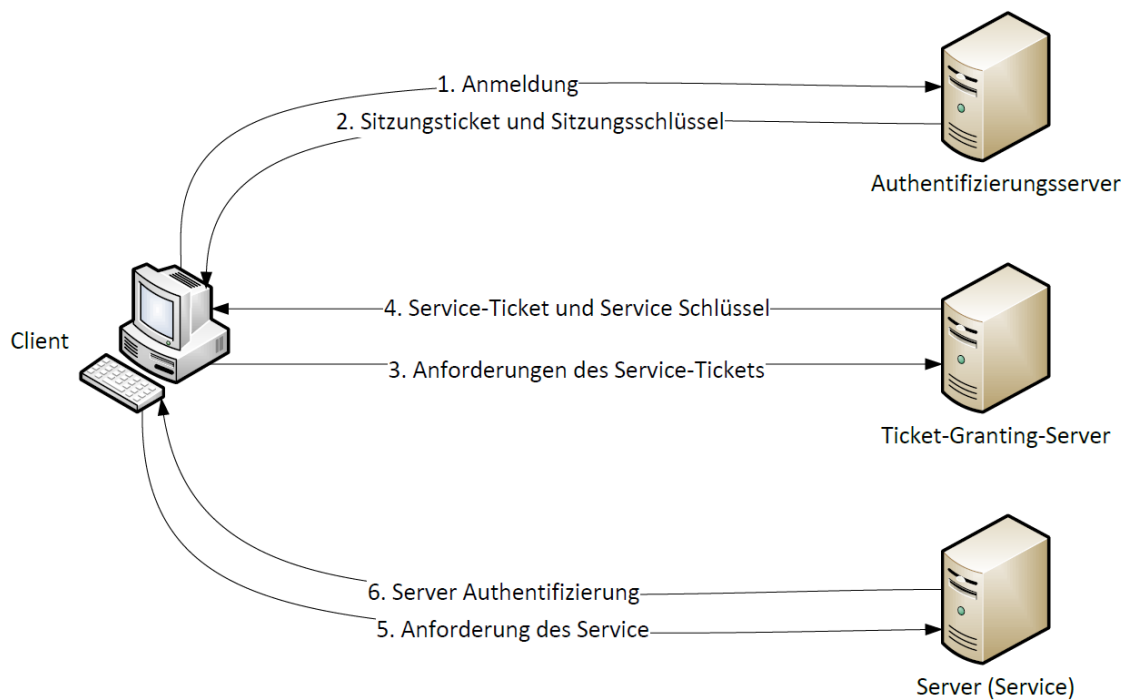 1. Anmeldung
2. Sitzungsticket und Sitzungsschlüssel
Authentifizierungsserver
4. Service-Ticket und Service Schlüssel
Client
3. Anforderungen des Service-Tickets
Ticket-Granting-Server
6. Server Authentifizierung
5. Anforderung des Service
Server (Service)